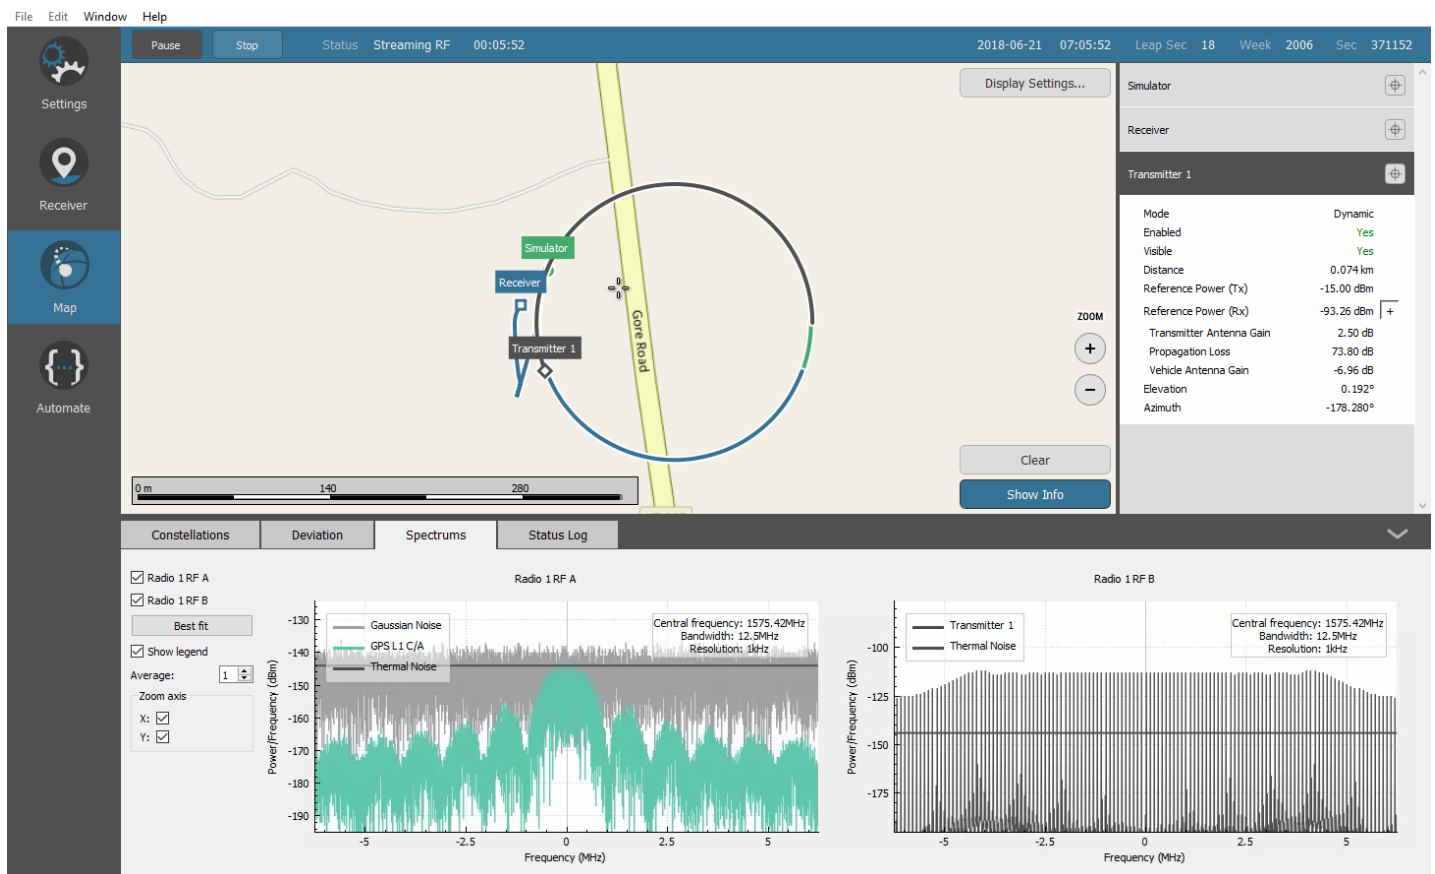 File Edit Window Help
Pause Stop Status Streaming RF 00:05:52 2018-06-21 07:05:52 Leap Sec 18 Week 2006 Sec 371152
Settings
Receiver
Map
Automate
Display Settings...
Simulator
Receiver
Transmitter 1
Gore Road
ZOOM
+
−
0 m 140 280
Clear
Show Info
Simulator
Receiver
Transmitter 1
Mode Dynamic
Enabled Yes
Visible Yes
Distance 0.074 km
Reference Power (Tx) -15.00 dBm
Reference Power (Rx) -93.26 dBm +
Transmitter Antenna Gain 2.50 dB
Propagation Loss 73.80 dB
Vehicle Antenna Gain -6.96 dB
Elevation 0.192°
Azimuth -178.280°
Constellations Deviation Spectrums Status Log
Radio 1 RF A
Radio 1 RF B
Best fit
Show legend
Average: 1
Zoom axis
X:
Y:
Radio 1 RF A
Gaussian Noise
GPS L1 C/A
Thermal Noise
Central frequency: 1575.42MHz
Bandwidth: 12.5MHz
Resolution: 1kHz
Power/Frequency (dBm)
-130
-140
-150
-160
-170
-180
-190
-5 -2.5 0 2.5 5
Frequency (MHz)
Radio 1 RF B
Transmitter 1
Thermal Noise
Central frequency: 1575.42MHz
Bandwidth: 12.5MHz
Resolution: 1kHz
Power/Frequency (dBm)
-100
-125
-150
-175
-5 -2.5 0 2.5 5
Frequency (MHz)